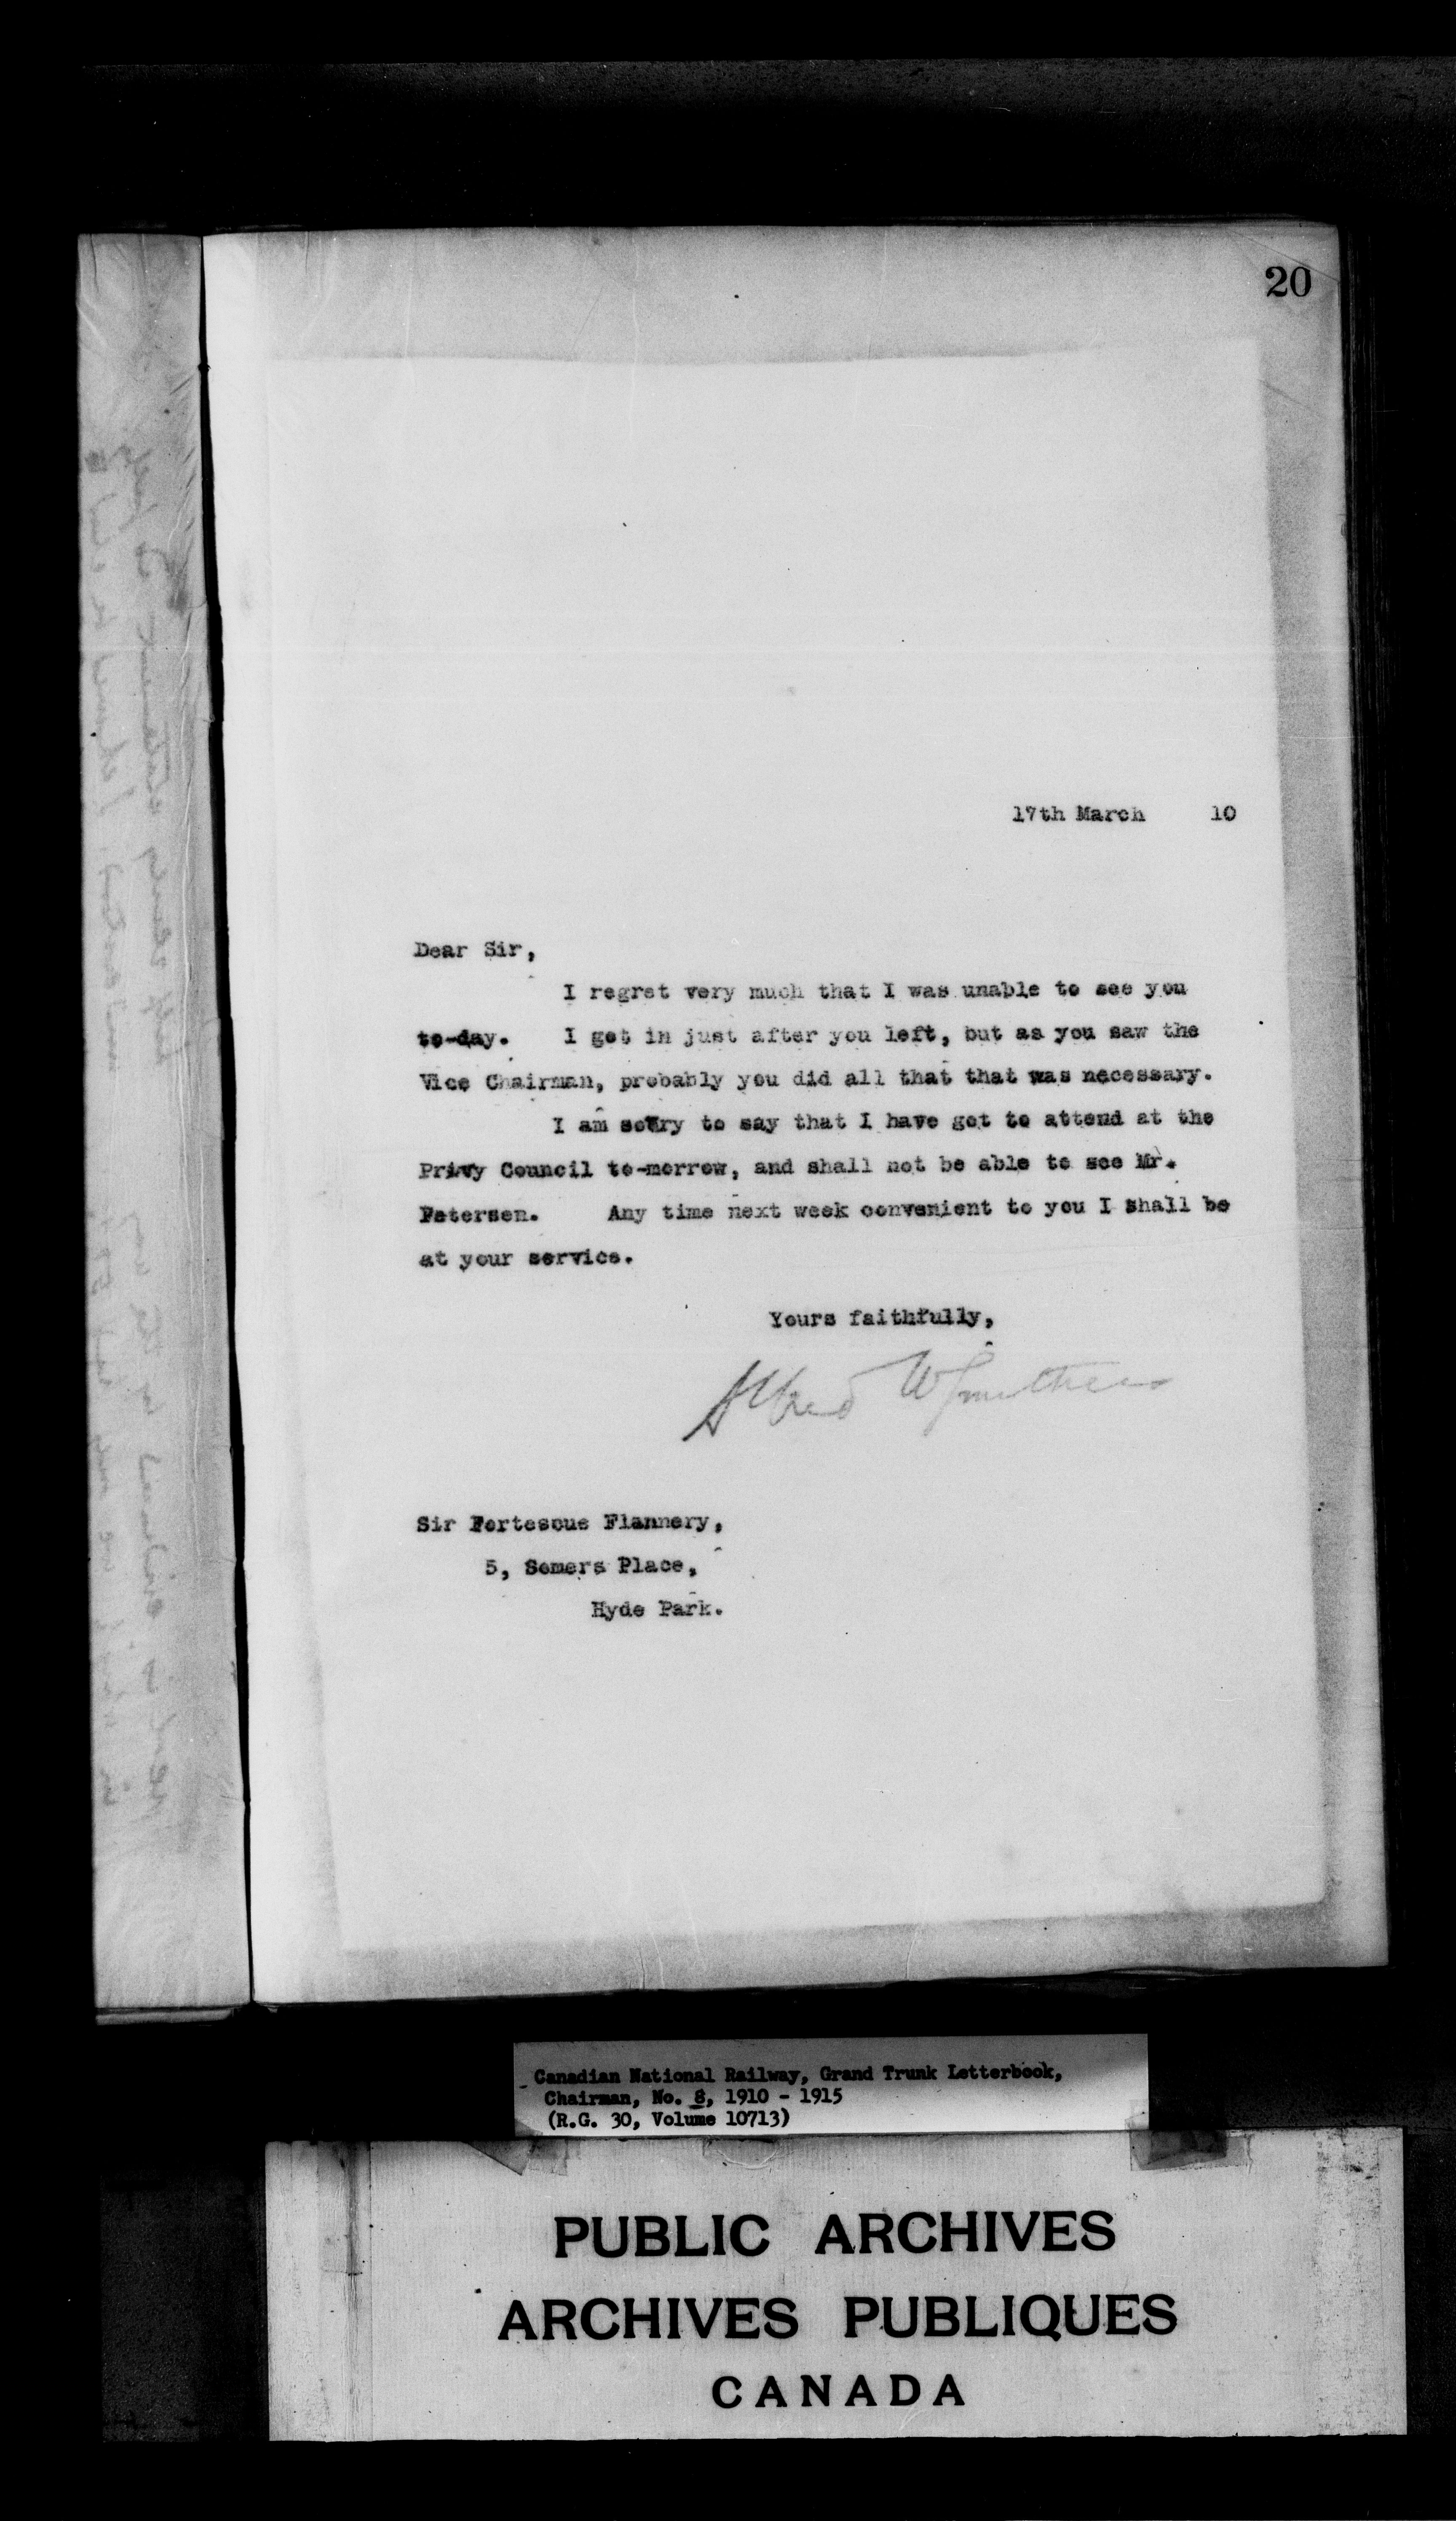 20
17th March 10
Dear Sir,
I regret very much that I was unable to see you
to-day. I got in just after you left, but as you saw the
Vice Chairman, probably you did all that that was necessary.
I am sorry to say that I have got to attend at the
Privy Council to-morrow, and shall not be able to see Mr.
Petersen. Any time next week convenient to you I shall be
at your service.
Yours faithfully,
Alfred W Smithers
Sir Fortescue Flannery,
5, Somers Place,
Hyde Park.
Canadian National Railway, Grand Trunk Letterbook,
Chairman, No. 8, 1910 - 1915
(R.G. 30, Volume 10713)
PUBLIC ARCHIVES
ARCHIVES PUBLIQUES
CANADA